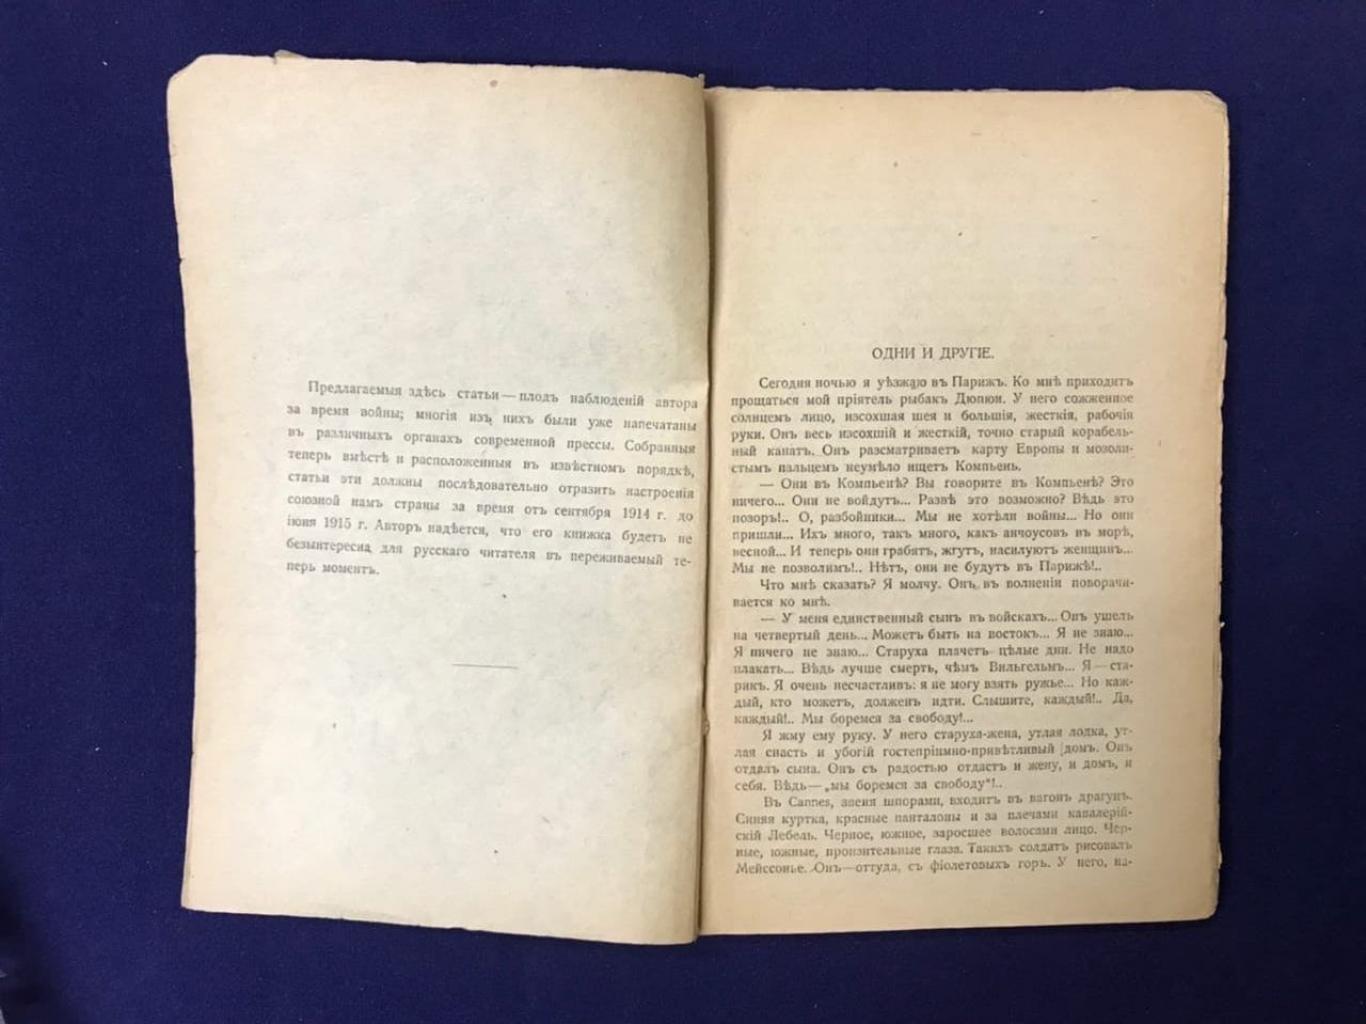 Предлагаемыя здѣсь статьи — плодъ наблюденій автора
за время войны; многія изъ нихъ были уже напечатаны
въ различныхъ органахъ современной прессы. Собранныя
теперь вмѣстѣ и расположенныя въ извѣстномъ порядкѣ,
статьи эти должны послѣдовательно отразить настроенія
союзной намъ страны за время отъ сентября 1914 г. до
іюня 1915 г. Авторъ надѣется, что его книжка будетъ не
безынтересна для русскаго читателя въ переживаемый те-
перь моментъ.
ОДНИ И ДРУГІЕ.
Сегодня ночью я уѣзжаю въ Парижъ. Ко мнѣ приходитъ
прощаться мой пріятель рыбакъ Дюпюи. У него сожженное
солнцемъ лицо, изсохшая шея и большія, жесткія, рабочія
руки. Онъ весь изсохшій и жесткій, точно старый корабель-
ный канатъ. Онъ разсматриваетъ карту Европы и мозоли-
стымъ пальцемъ неумѣло ищетъ Компьень.
— Они въ Компьенѣ? Вы говорите въ Компьенѣ? Это
ничего... Они не войдутъ... Развѣ это возможно? Вѣдь это
позоръ!.. О, разбойники... Мы не хотѣли войны... Но они
пришли... Ихъ много, такъ много, какъ анчоусовъ въ морѣ,
весной... И теперь они грабятъ, жгутъ, насилуютъ женщинъ...
Мы не позволимъ!.. Нѣтъ, они не будутъ въ Парижѣ!..
Что мнѣ сказать? Я молчу. Онъ въ волненіи поворачи-
вается ко мнѣ.
— У меня единственный сынъ въ войскахъ... Онъ ушелъ
на четвертый день... Можетъ быть на востокъ... Я не знаю...
Я ничего не знаю... Старуха плачетъ цѣлые дни. Не надо
плакать... Вѣдь лучше смерть, чѣмъ Вильгельмъ... Я — ста-
рикъ. Я очень несчастливъ: я не могу взять ружье... Но каж-
дый, кто можетъ, долженъ идти. Слышите, каждый!.. Да,
каждый!.. Мы боремся за свободу!...
Я жму ему руку. У него старуха-жена, утлая лодка, ут-
лая снасть и убогій гостепріимно-привѣтливый домъ. Онъ
отдалъ сына. Онъ съ радостью отдастъ и жену, и домъ, и
себя. Вѣдь — „мы боремся за свободу“!..
Въ Cannes, звеня шпорами, входитъ въ вагонъ драгунъ.
Синяя куртка, красные панталоны и за плечами кавалерій-
скій Лебель. Черное, южное, заросшее волосами лицо. Чер-
ные, южные, пронзительные глаза. Такихъ солдатъ рисовалъ
Мейссонье. Онъ—оттуда, съ фіолетовыхъ горъ. У него, на-